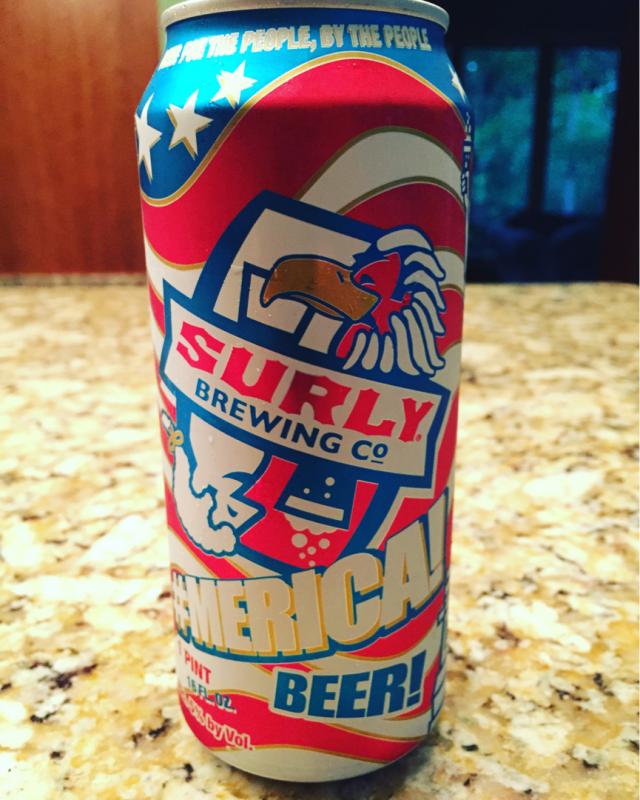 FOR THE PEOPLE, BY THE PEOPLE
SURLY
BREWING CO
#MERICA!
BEER!
1 PINT
16 FL. OZ.
% by Vol.